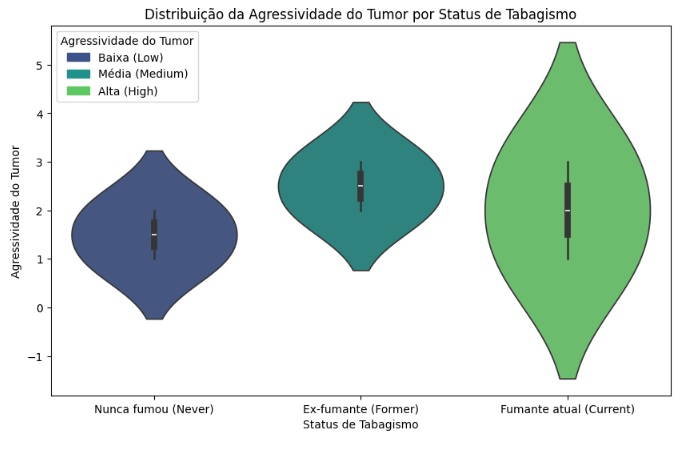 Distribuição da Agressividade do Tumor por Status de Tabagismo
Agressividade do Tumor
Baixa (Low)
Média (Medium)
Alta (High)
Agressividade do Tumor
5
4
3
2
1
0
−1
Nunca fumou (Never)
Ex-fumante (Former)
Fumante atual (Current)
Status de Tabagismo